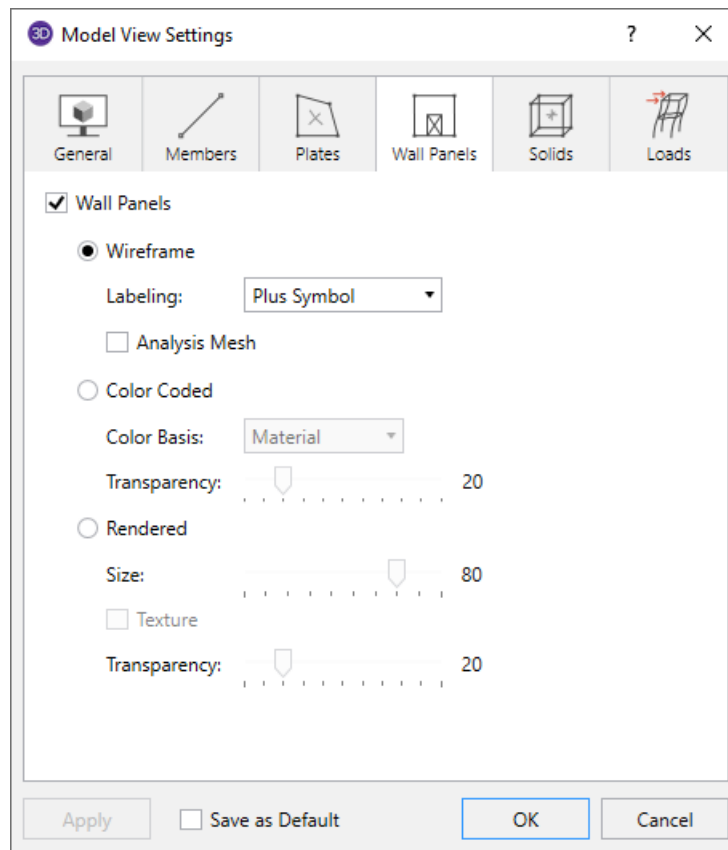 3D Model View Settings ?
General Members Plates Wall Panels Solids Loads
Wall Panels
Wireframe
Labeling: Plus Symbol
Analysis Mesh
Color Coded
Color Basis: Material
Transparency: 20
Rendered
Size: 80
Texture
Transparency: 20
Apply Save as Default OK Cancel